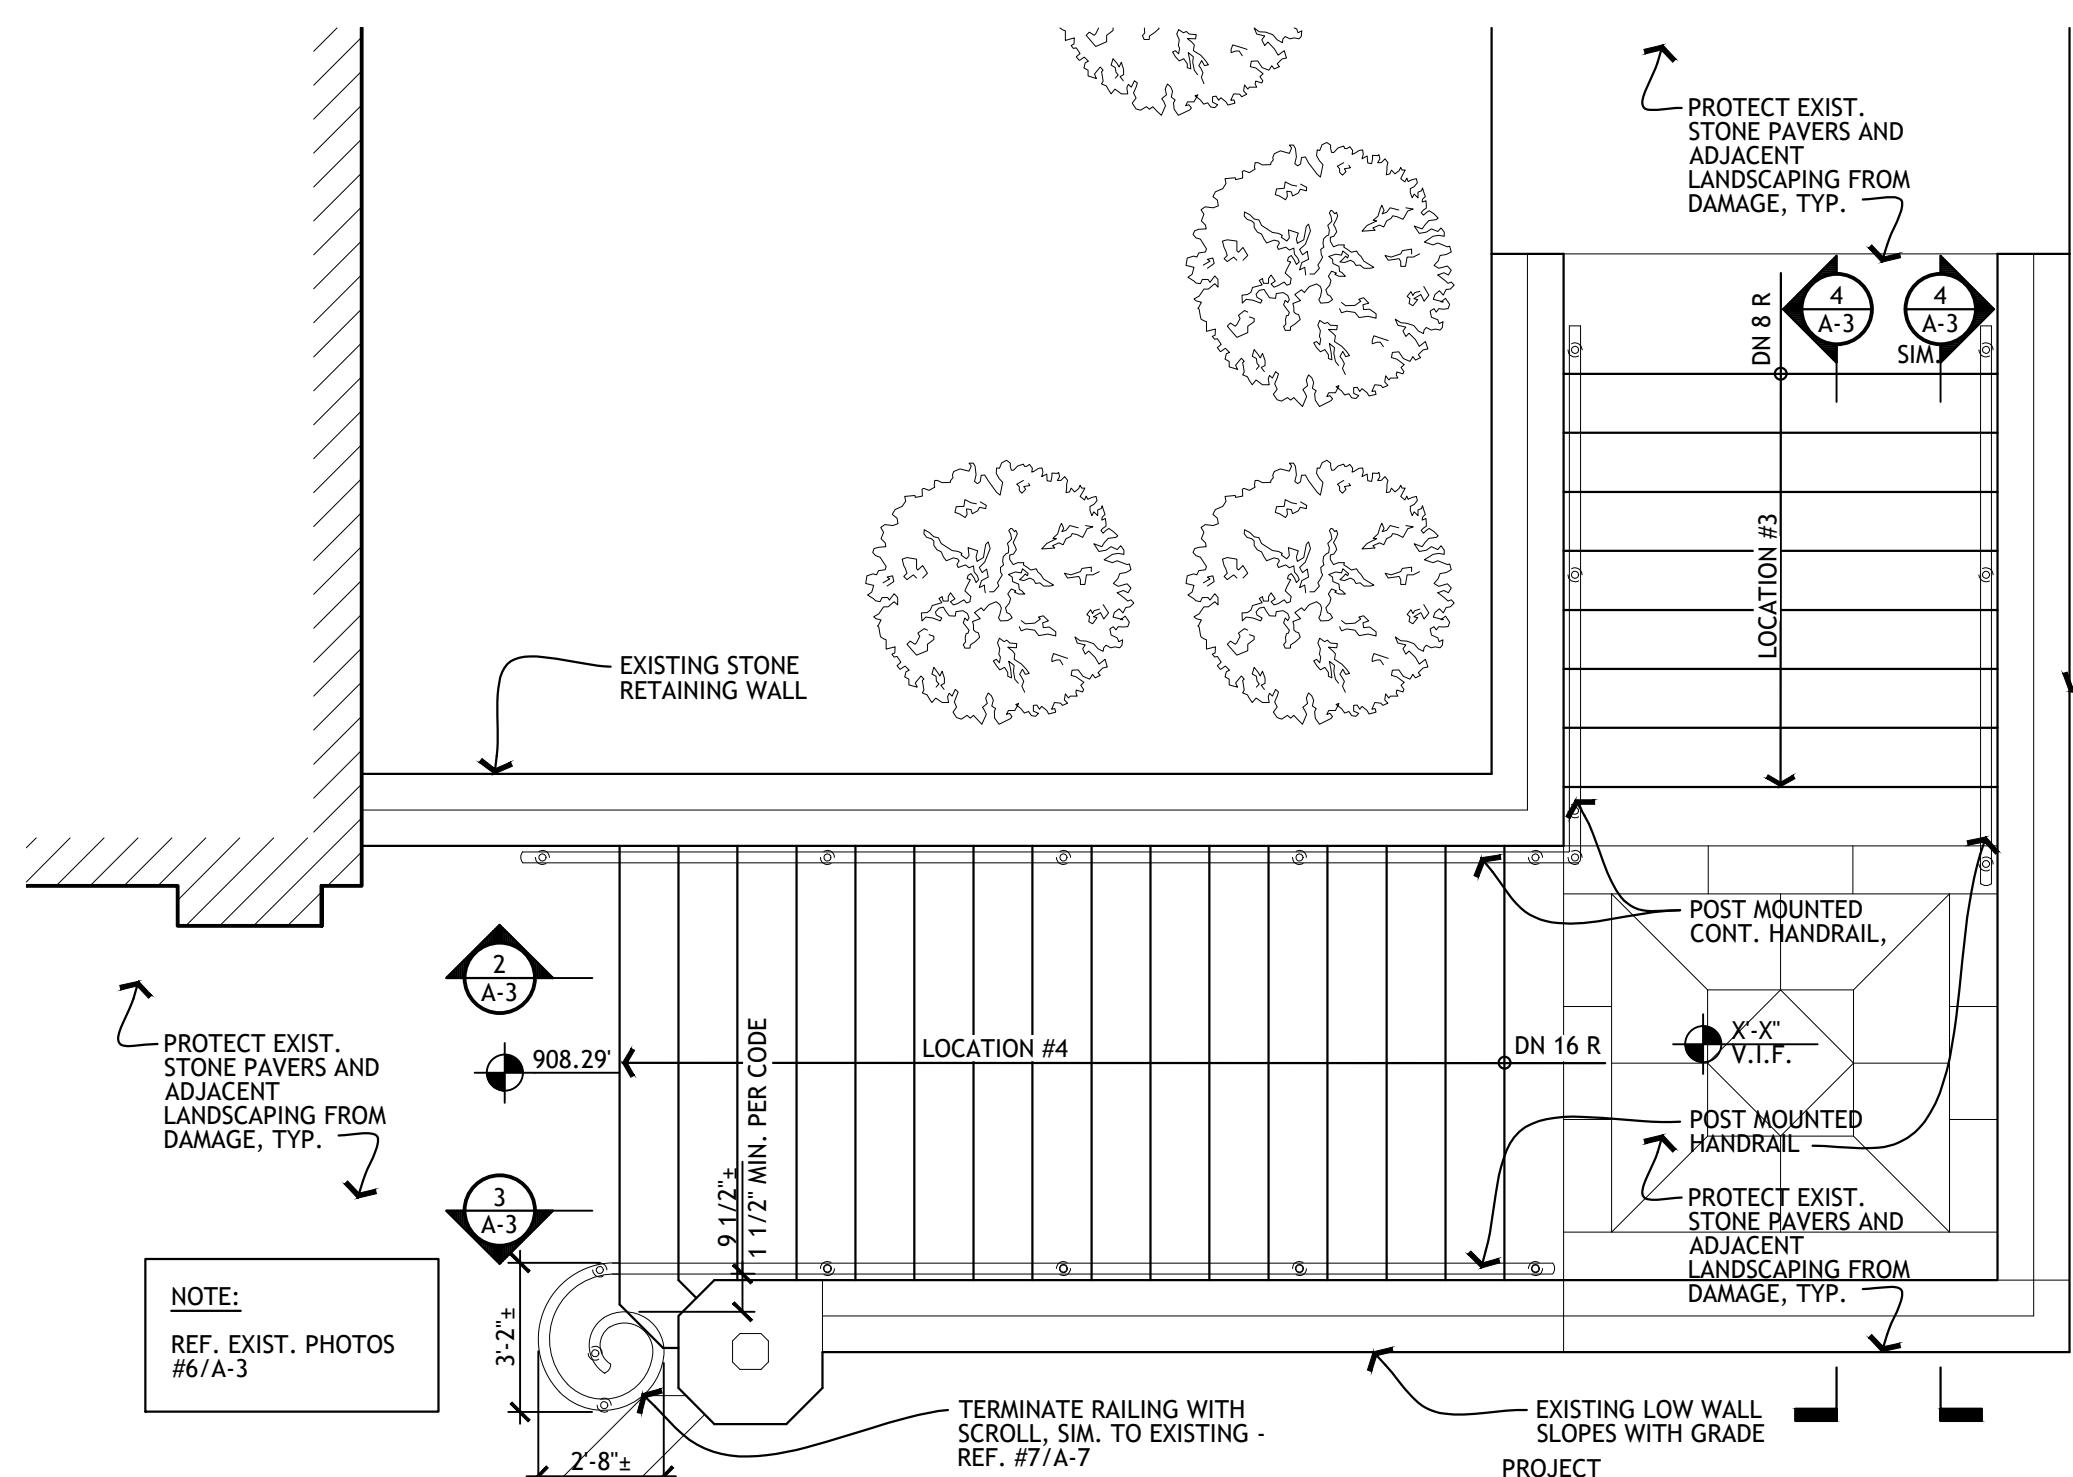 PROTECT EXIST.
STONE PAVERS AND
ADJACENT
LANDSCAPING FROM
DAMAGE, TYP.
DN 8 R
4
A-3
4
A-3
SIM.
LOCATION #3
EXISTING STONE
RETAINING WALL
POST MOUNTED
CONT. HANDRAIL,
2
A-3
908.29'
LOCATION #4
DN 16 R
X'-X"
V.I.F.
PROTECT EXIST.
STONE PAVERS AND
ADJACENT
LANDSCAPING FROM
DAMAGE, TYP.
9 1/2"±
1 1/2" MIN. PER CODE
POST MOUNTED
HANDRAIL
3
A-3
PROTECT EXIST.
STONE PAVERS AND
ADJACENT
LANDSCAPING FROM
DAMAGE, TYP.
NOTE:
REF. EXIST. PHOTOS
#6/A-3
3'-2"±
2'-8"±
TERMINATE RAILING WITH
SCROLL, SIM. TO EXISTING -
REF. #7/A-7
EXISTING LOW WALL
SLOPES WITH GRADE
PROJECT